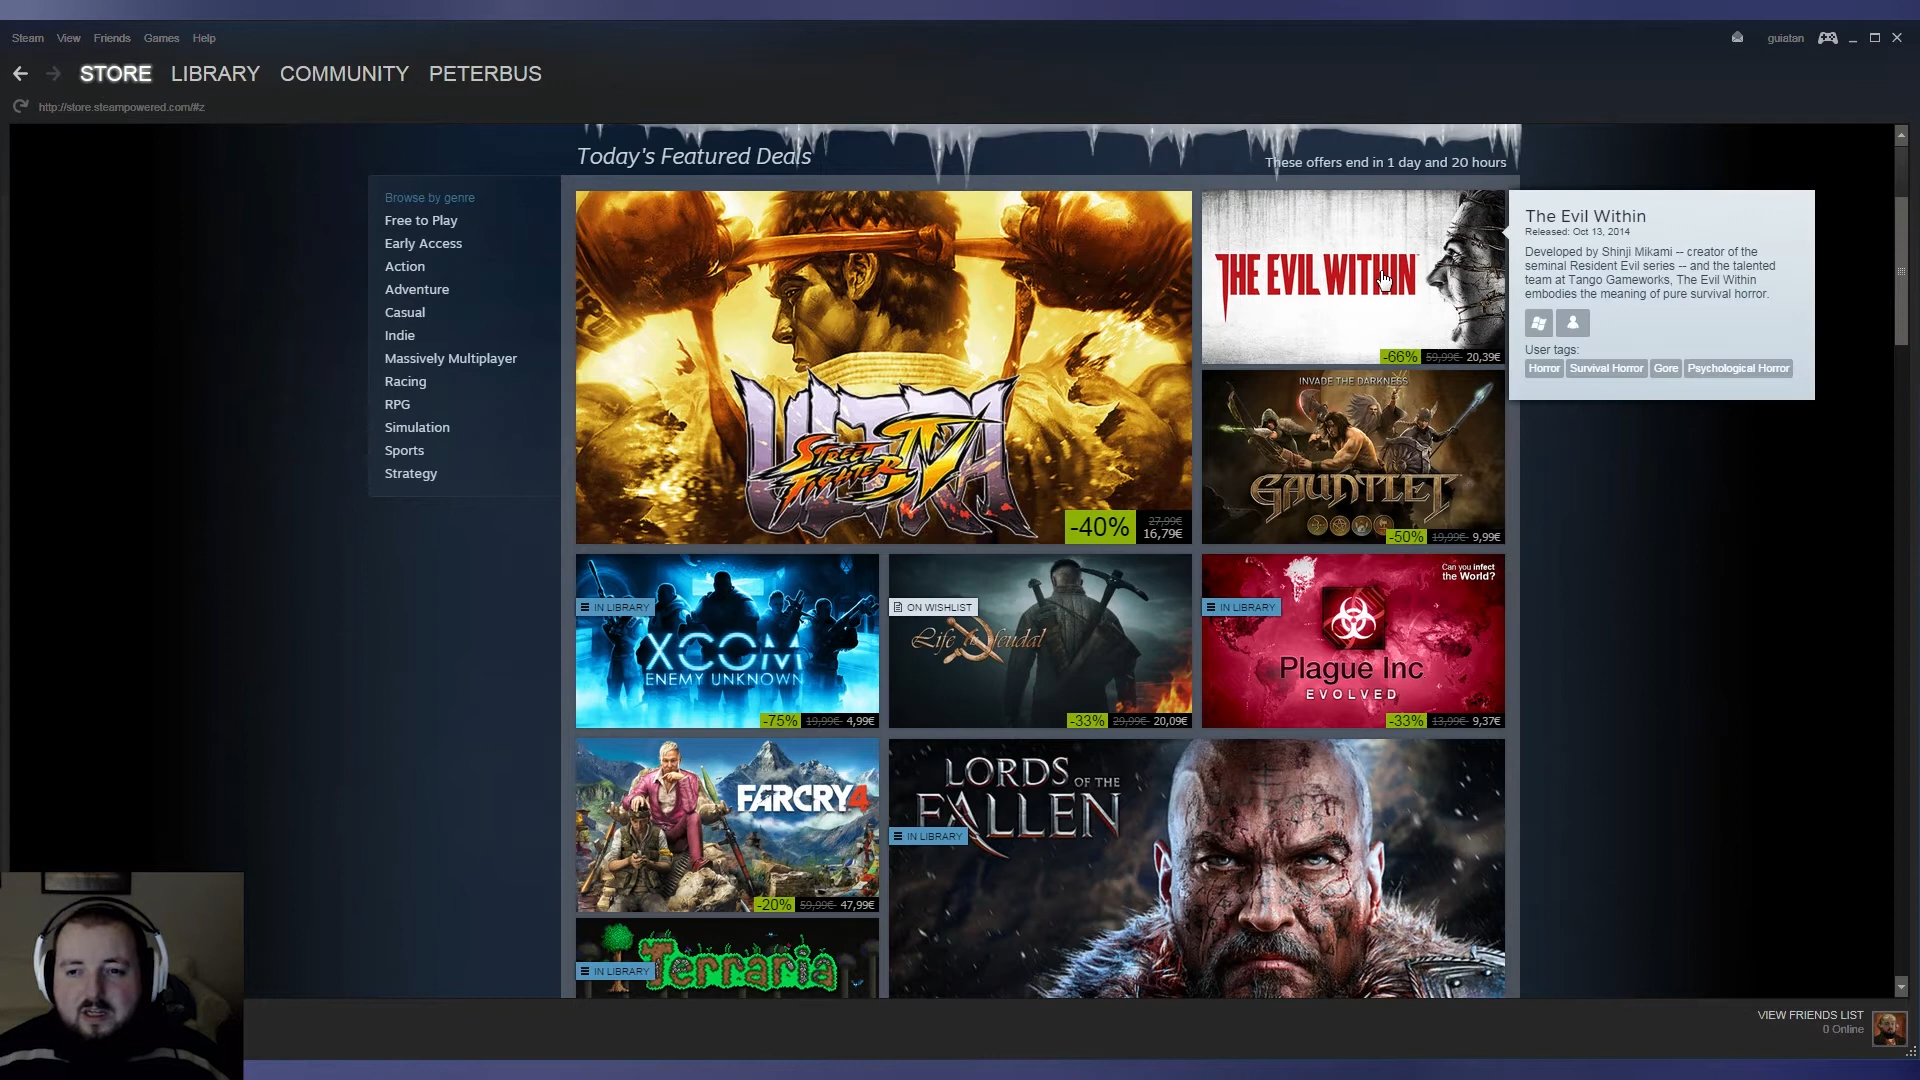 Steam View Friends Games Help
guiatan
STORE LIBRARY COMMUNITY PETERBUS
http://store.steampowered.com/#z
Today's Featured Deals
These offers end in 1 day and 20 hours
Browse by genre
Free to Play
Early Access
Action
Adventure
Casual
Indie
Massively Multiplayer
Racing
RPG
Simulation
Sports
Strategy
ULTRA
STREET FIGHTER IV
-40% 27,99€ 16,79€
THE EVIL WITHIN
-66% 59,99€ 20,39€
The Evil Within
Released: Oct 13, 2014
Developed by Shinji Mikami -- creator of the
seminal Resident Evil series -- and the talented
team at Tango Gameworks, The Evil Within
embodies the meaning of pure survival horror.
User tags:
Horror Survival Horror Gore Psychological Horror
INVADE THE DARKNESS
GAUNTLET
-50% 19,99€ 9,99€
IN LIBRARY
XCOM
ENEMY UNKNOWN
-75% 19,99€ 4,99€
ON WISHLIST
Life is feudal
-33% 29,99€ 20,09€
Can you infect
the World?
IN LIBRARY
Plague Inc
EVOLVED
-33% 13,99€ 9,37€
FARCRY 4
-20% 59,99€ 47,99€
LORDS OF THE
FALLEN
IN LIBRARY
IN LIBRARY
Terraria
VIEW FRIENDS LIST
0 Online